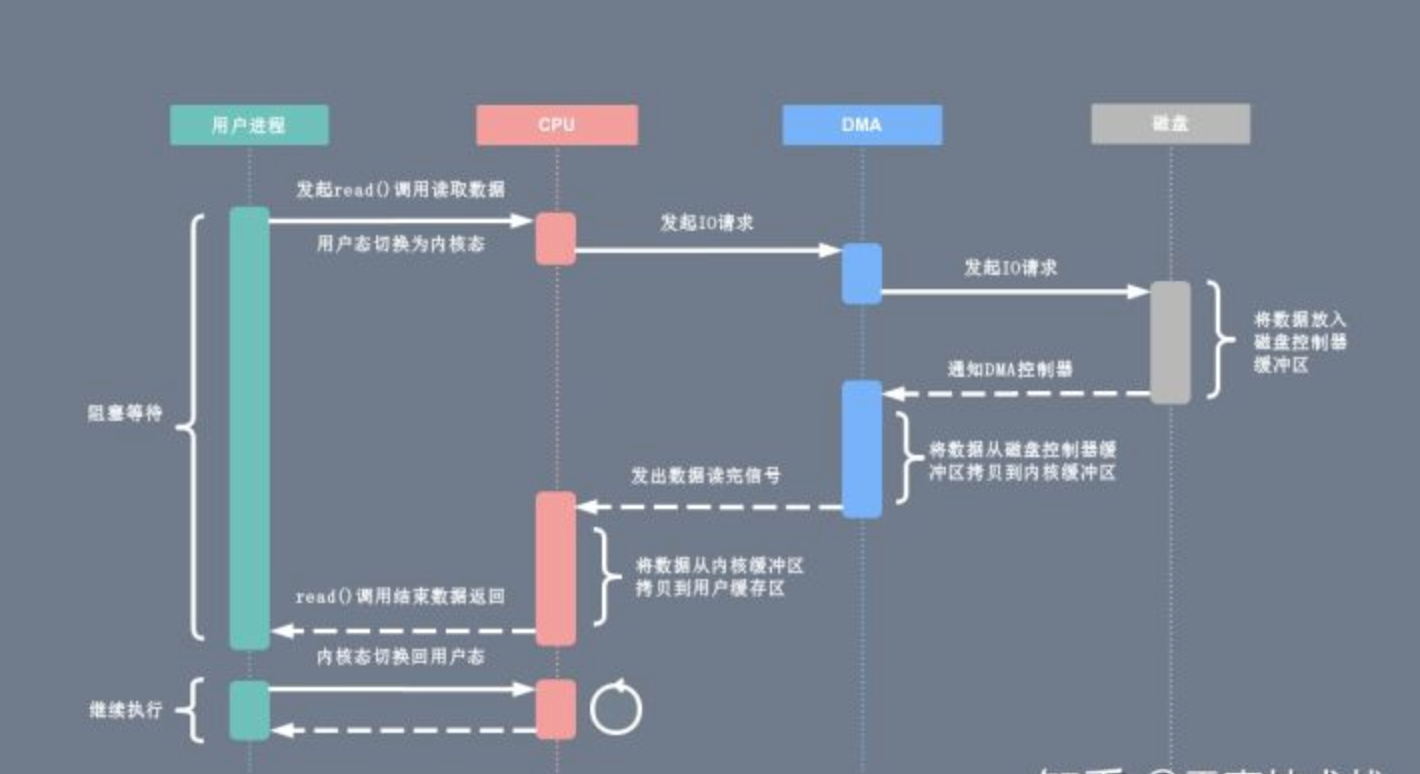 用户进程
CPU
DMA
磁盘
发起read()调用读取数据
用户态切换为内核态
发起IO请求
发起IO请求
将数据放入
磁盘控制器
缓冲区
通知DMA控制器
阻塞等待
将数据从磁盘控制器缓
冲区拷贝到内核缓冲区
发出数据读完信号
将数据从内核缓冲区
拷贝到用户缓存区
read()调用结束数据返回
内核态切换回用户态
继续执行